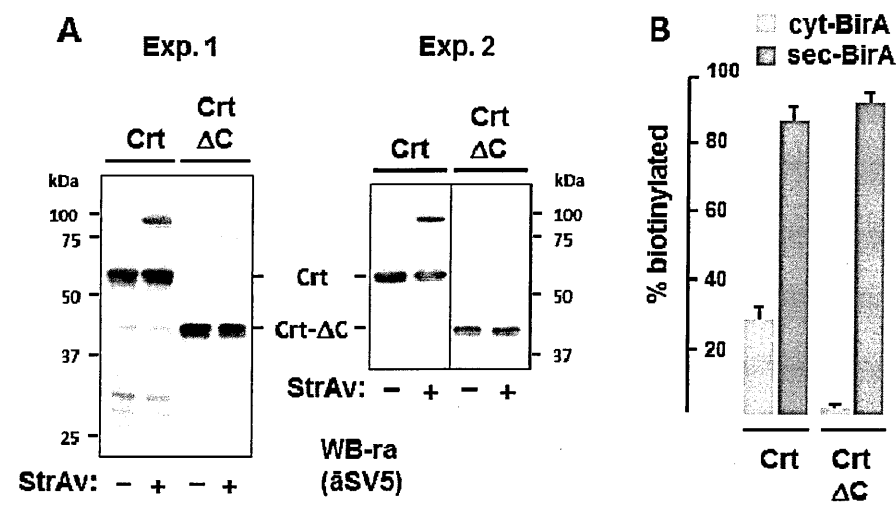 A
Exp. 1
Exp. 2
B
cyt-BirA
sec-BirA
Crt
Crt
ΔC
Crt
Crt
ΔC
kDa
100
75
50
37
25
Crt
Crt-ΔC
kDa
100
75
50
37
StrAv: − + − +
StrAv: − + − +
WB-ra
(āSV5)
% biotinylated
100
80
60
40
20
Crt
Crt
ΔC